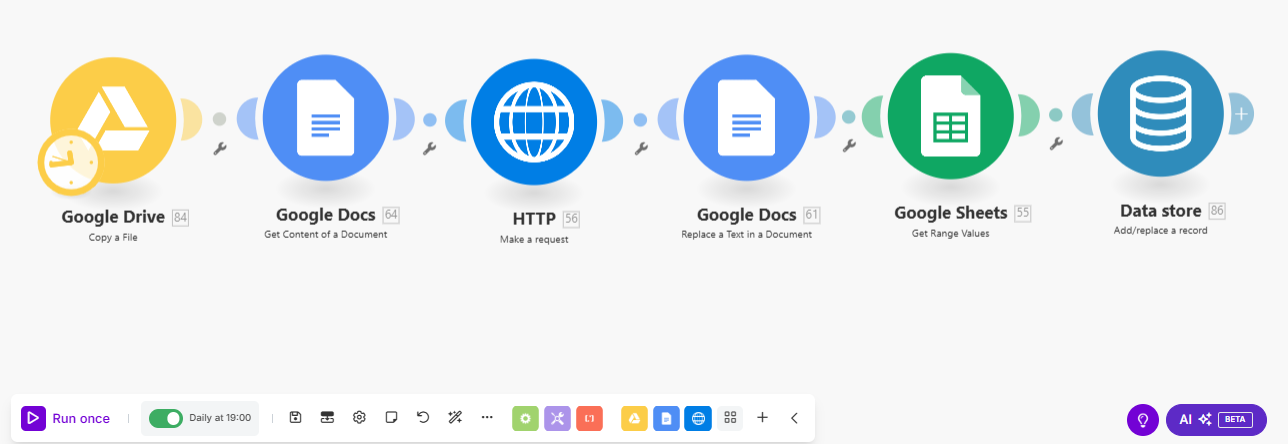 Google Drive 84
Copy a File
Google Docs 64
Get Content of a Document
HTTP 56
Make a request
Google Docs 61
Replace a Text in a Document
Google Sheets 55
Get Range Values
Data store 86
Add/replace a record
Run once
Daily at 19:00
AI BETA